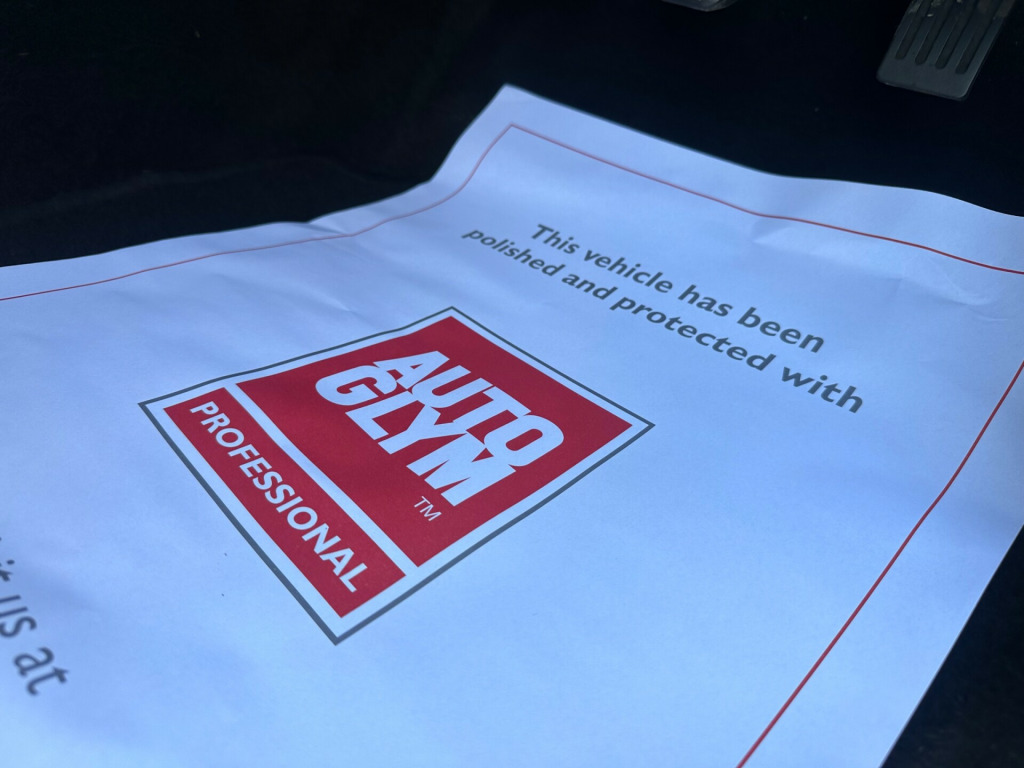 This vehicle has been
polished and protected with
AUTO
GLYM
TM
PROFESSIONAL
us at